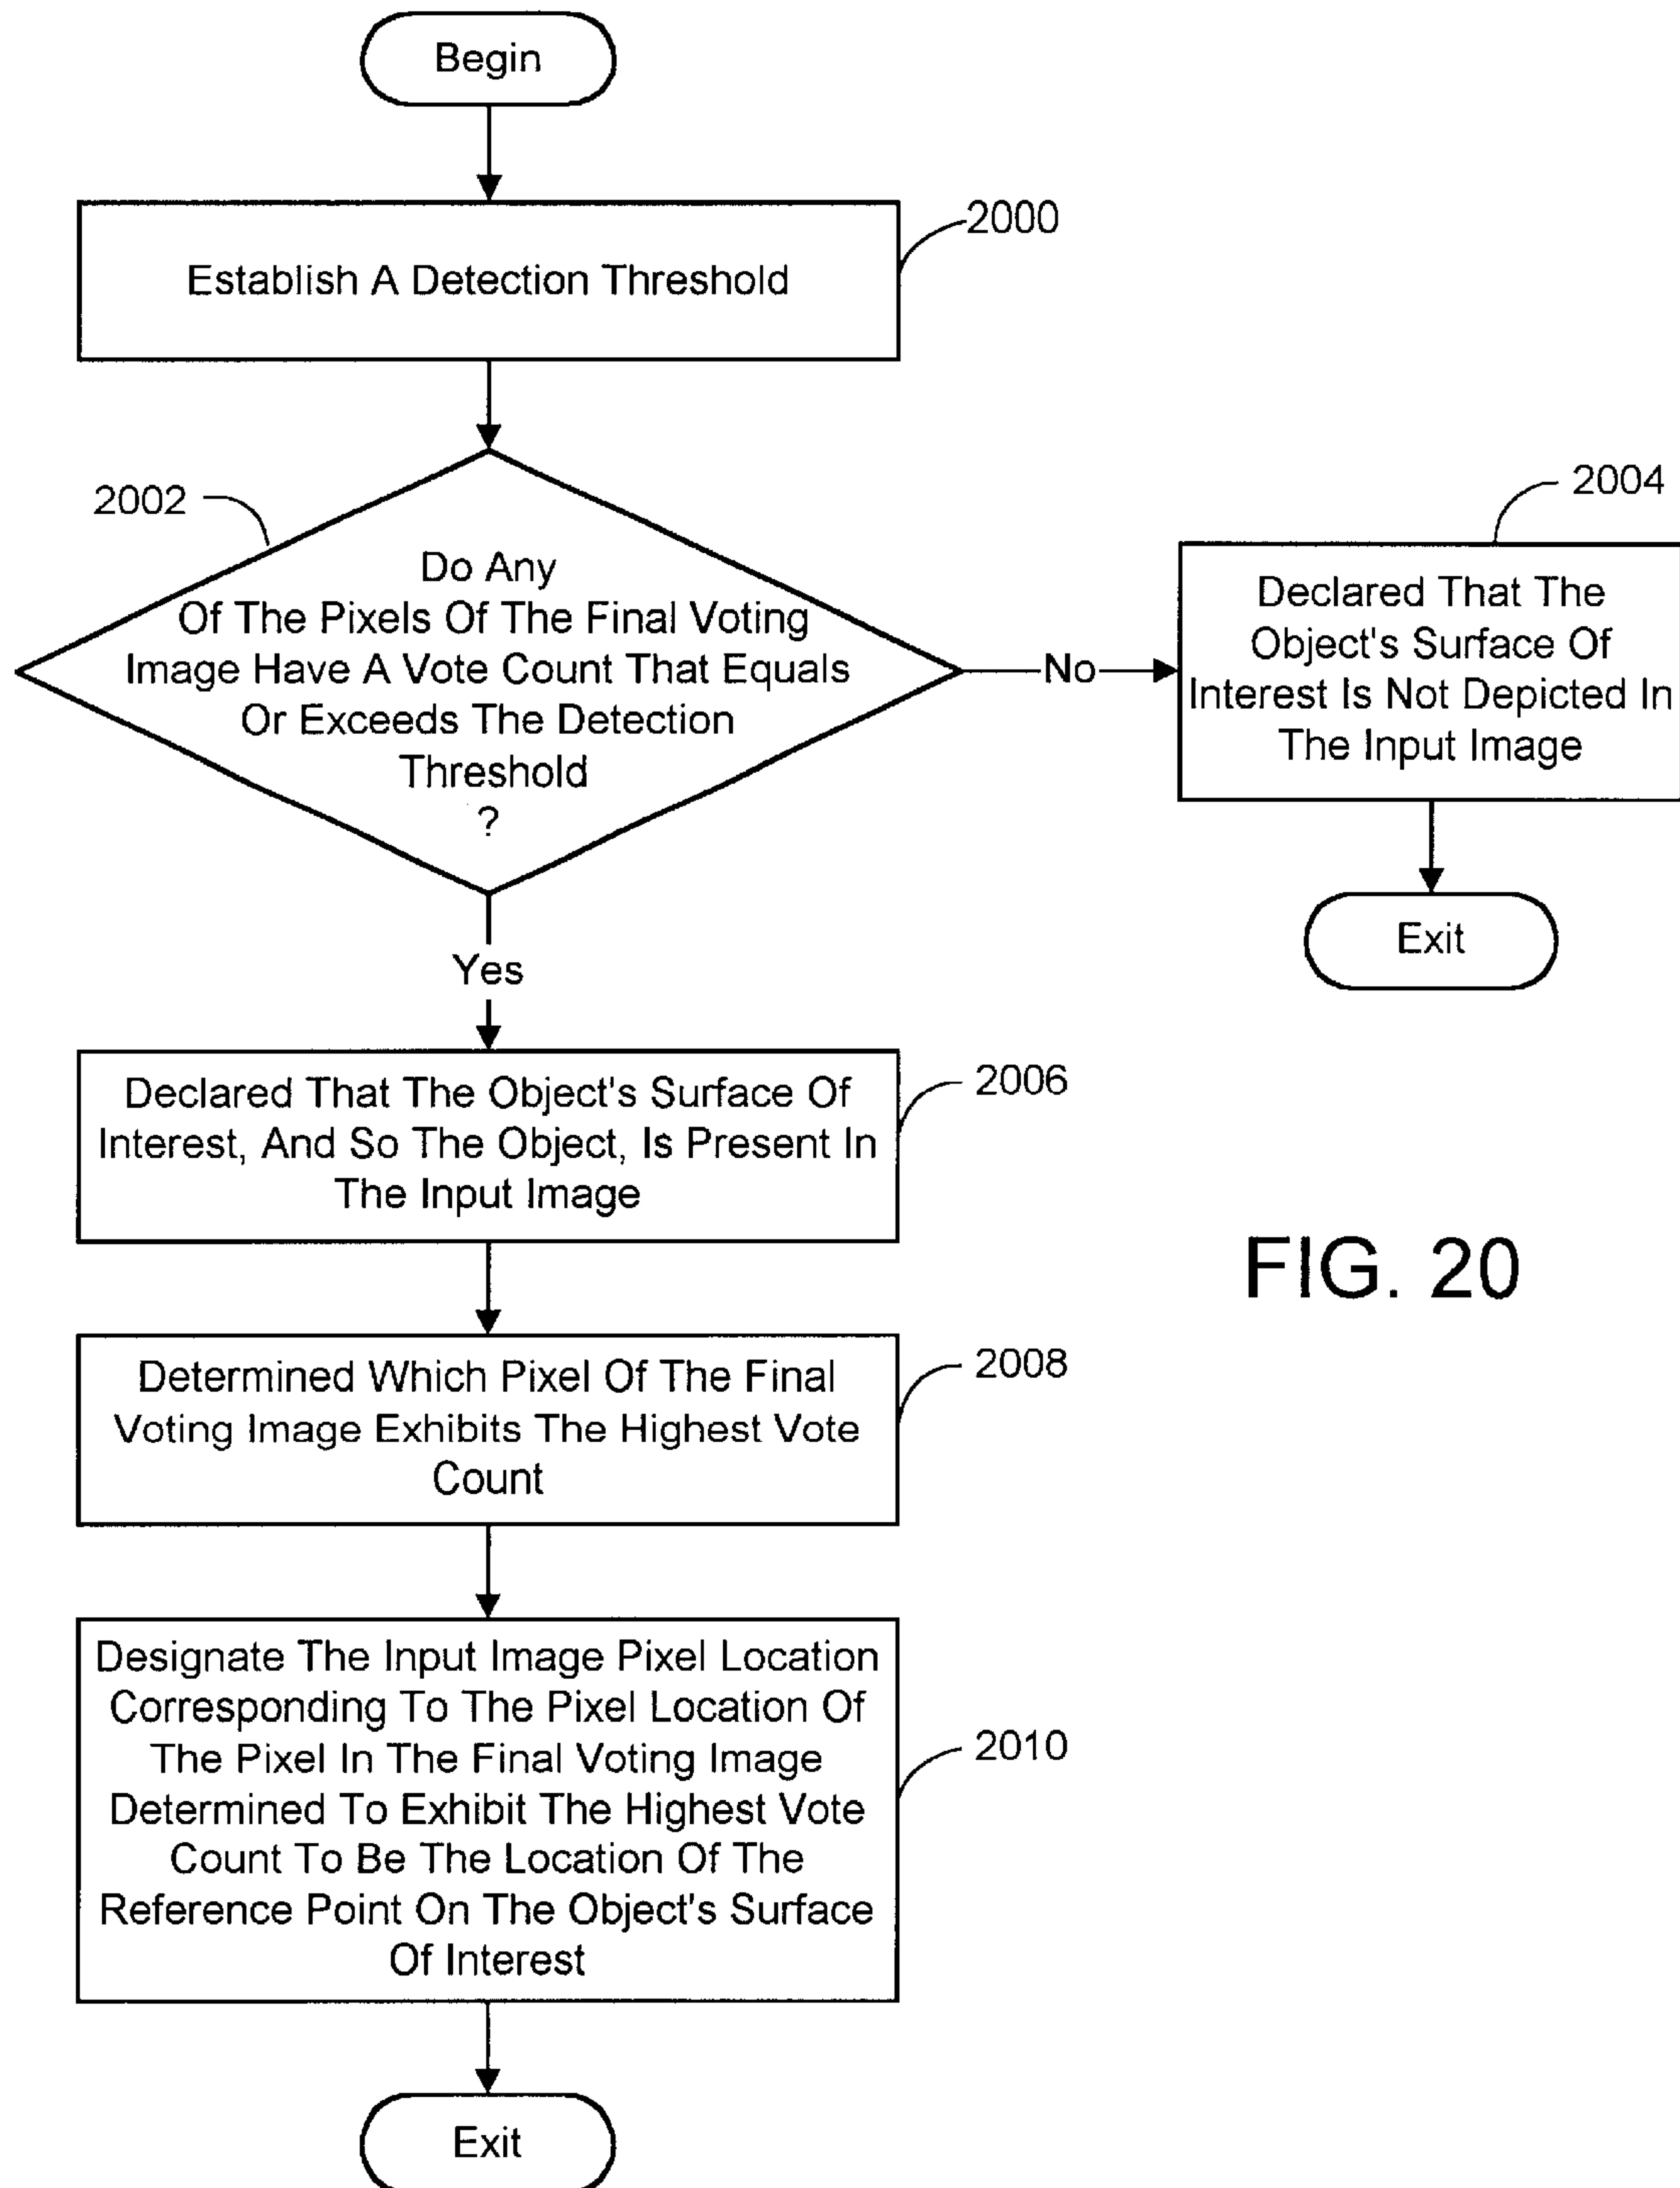 Begin
2000
Establish A Detection Threshold
2002
Do Any
Of The Pixels Of The Final Voting
Image Have A Vote Count That Equals
Or Exceeds The Detection
Threshold
?
No
2004
Declared That The
Object's Surface Of
Interest Is Not Depicted In
The Input Image
Exit
Yes
2006
Declared That The Object's Surface Of
Interest, And So The Object, Is Present In
The Input Image
FIG. 20
2008
Determined Which Pixel Of The Final
Voting Image Exhibits The Highest Vote
Count
2010
Designate The Input Image Pixel Location
Corresponding To The Pixel Location Of
The Pixel In The Final Voting Image
Determined To Exhibit The Highest Vote
Count To Be The Location Of The
Reference Point On The Object's Surface
Of Interest
Exit